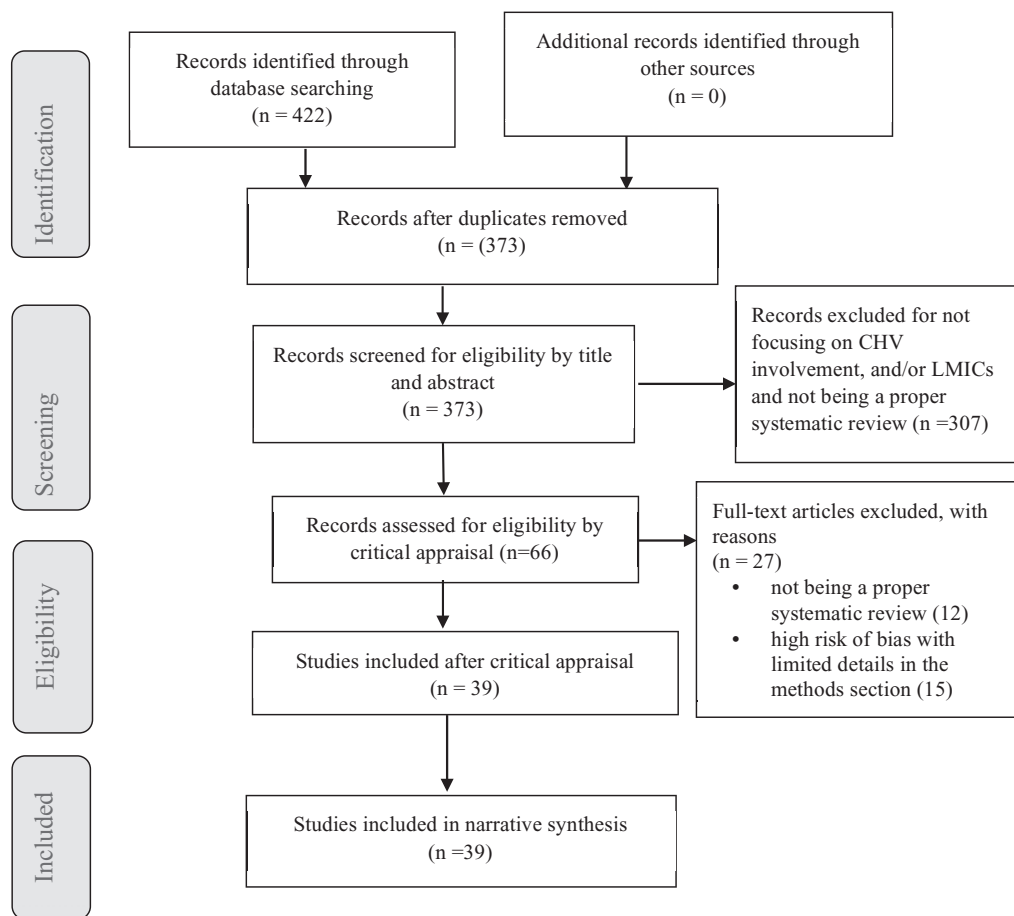 Identification
Records identified through
database searching
(n = 422)
Additional records identified through
other sources
(n = 0)
Records after duplicates removed
(n = (373)
Screening
Records screened for eligibility by title
and abstract
(n = 373)
Records excluded for not
focusing on CHV
involvement, and/or LMICs
and not being a proper
systematic review (n =307)
Eligibility
Records assessed for eligibility by
critical appraisal (n=66)
Full-text articles excluded, with
reasons
(n = 27)
• not being a proper
systematic review (12)
• high risk of bias with
limited details in the
methods section (15)
Studies included after critical appraisal
(n = 39)
Included
Studies included in narrative synthesis
(n =39)